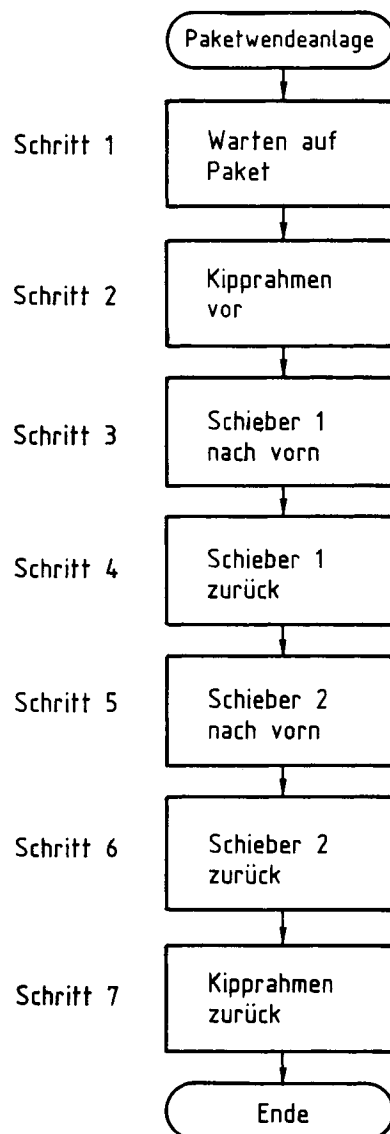 Paketwendeanlage
Schritt 1
Warten auf
Paket
Schritt 2
Kipprahmen
vor
Schritt 3
Schieber 1
nach vorn
Schritt 4
Schieber 1
zurück
Schritt 5
Schieber 2
nach vorn
Schritt 6
Schieber 2
zurück
Schritt 7
Kipprahmen
zurück
Ende